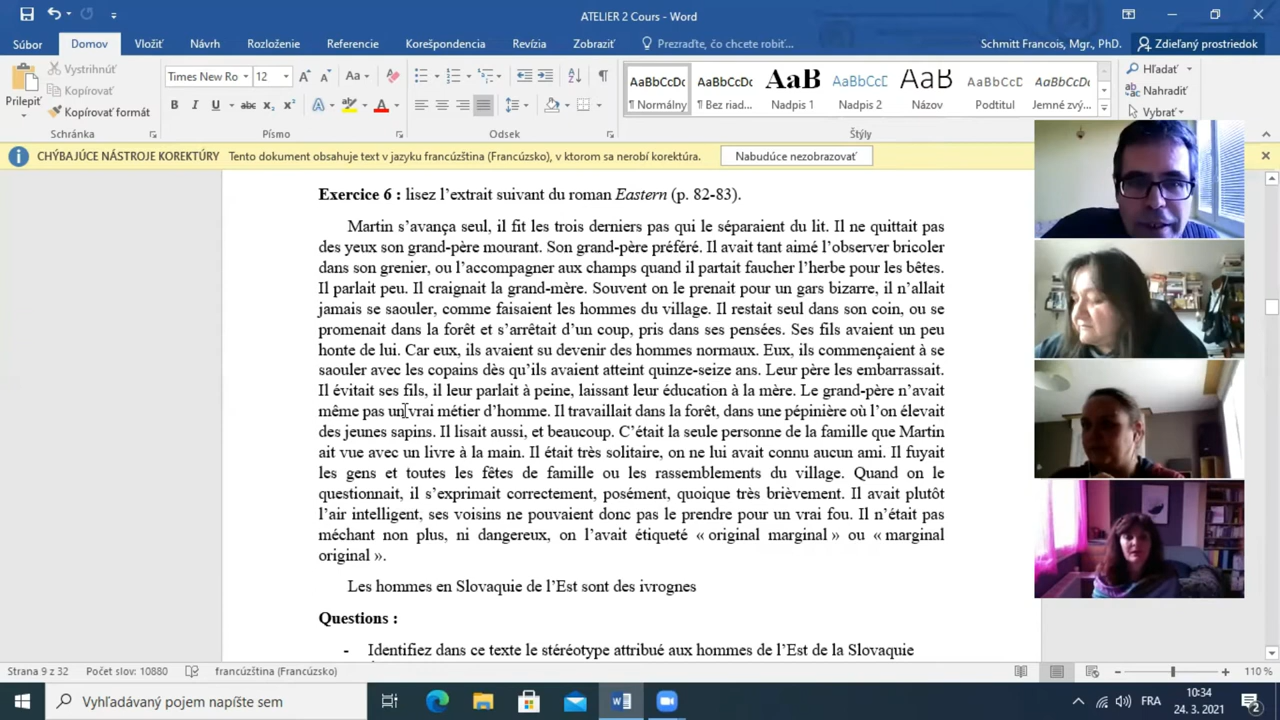 ATELIER 2 Cours - Word
Súbor Domov Vložiť Návrh Rozloženie Referencie Korešpondencia Revízia Zobraziť Prezraďte, čo chcete robiť... Schmitt Francois, Mgr., PhD. Zdieľaný prostriedok
Prilepiť
Vystrihnúť
Kopírovať
Kopírovať formát
Schránka
Times New Ro 12
Písmo
Odsek
AaBbCcDc AaBbCcDc AaB AaBbCcD AaB AaBbCcD AaBbCcDc
¶ Normálny ¶ Bez riad... Nadpis 1 Nadpis 2 Názov Podtitul Jemné zvý...
Štýly
Hľadať
Nahradiť
Vybrať
CHÝBAJÚCE NÁSTROJE KOREKTÚRY Tento dokument obsahuje text v jazyku francúzština (Francúzsko), v ktorom sa nerobí korektúra. Nabudúce nezobrazovať
Exercice 6 : lisez l’extrait suivant du roman Eastern (p. 82-83).
Martin s’avança seul, il fit les trois derniers pas qui le séparaient du lit. Il ne quittait pas
des yeux son grand-père mourant. Son grand-père préféré. Il avait tant aimé l’observer bricoler
dans son grenier, ou l’accompagner aux champs quand il partait faucher l’herbe pour les bêtes.
Il parlait peu. Il craignait la grand-mère. Souvent on le prenait pour un gars bizarre, il n’allait
jamais se saouler, comme faisaient les hommes du village. Il restait seul dans son coin, ou se
promenait dans la forêt et s’arrêtait d’un coup, pris dans ses pensées. Ses fils avaient un peu
honte de lui. Car eux, ils avaient su devenir des hommes normaux. Eux, ils commençaient à se
saouler avec les copains dès qu’ils avaient atteint quinze-seize ans. Leur père les embarrassait.
Il évitait ses fils, il leur parlait à peine, laissant leur éducation à la mère. Le grand-père n’avait
même pas un vrai métier d’homme. Il travaillait dans la forêt, dans une pépinière où l’on élevait
des jeunes sapins. Il lisait aussi, et beaucoup. C’était la seule personne de la famille que Martin
ait vue avec un livre à la main. Il était très solitaire, on ne lui avait connu aucun ami. Il fuyait
les gens et toutes les fêtes de famille ou les rassemblements du village. Quand on le
questionnait, il s’exprimait correctement, posément, quoique très brièvement. Il avait plutôt
l’air intelligent, ses voisins ne pouvaient donc pas le prendre pour un vrai fou. Il n’était pas
méchant non plus, ni dangereux, on l’avait étiqueté « original marginal » ou « marginal
original ».
Les hommes en Slovaquie de l’Est sont des ivrognes
Questions :
- Identifiez dans ce texte le stéréotype attribué aux hommes de l’Est de la Slovaquie
Strana 9 z 32 Počet slov: 10880 francúzština (Francúzsko) 110 %
Vyhľadávaný pojem napíšte sem FRA 10:34
24. 3. 2021 2